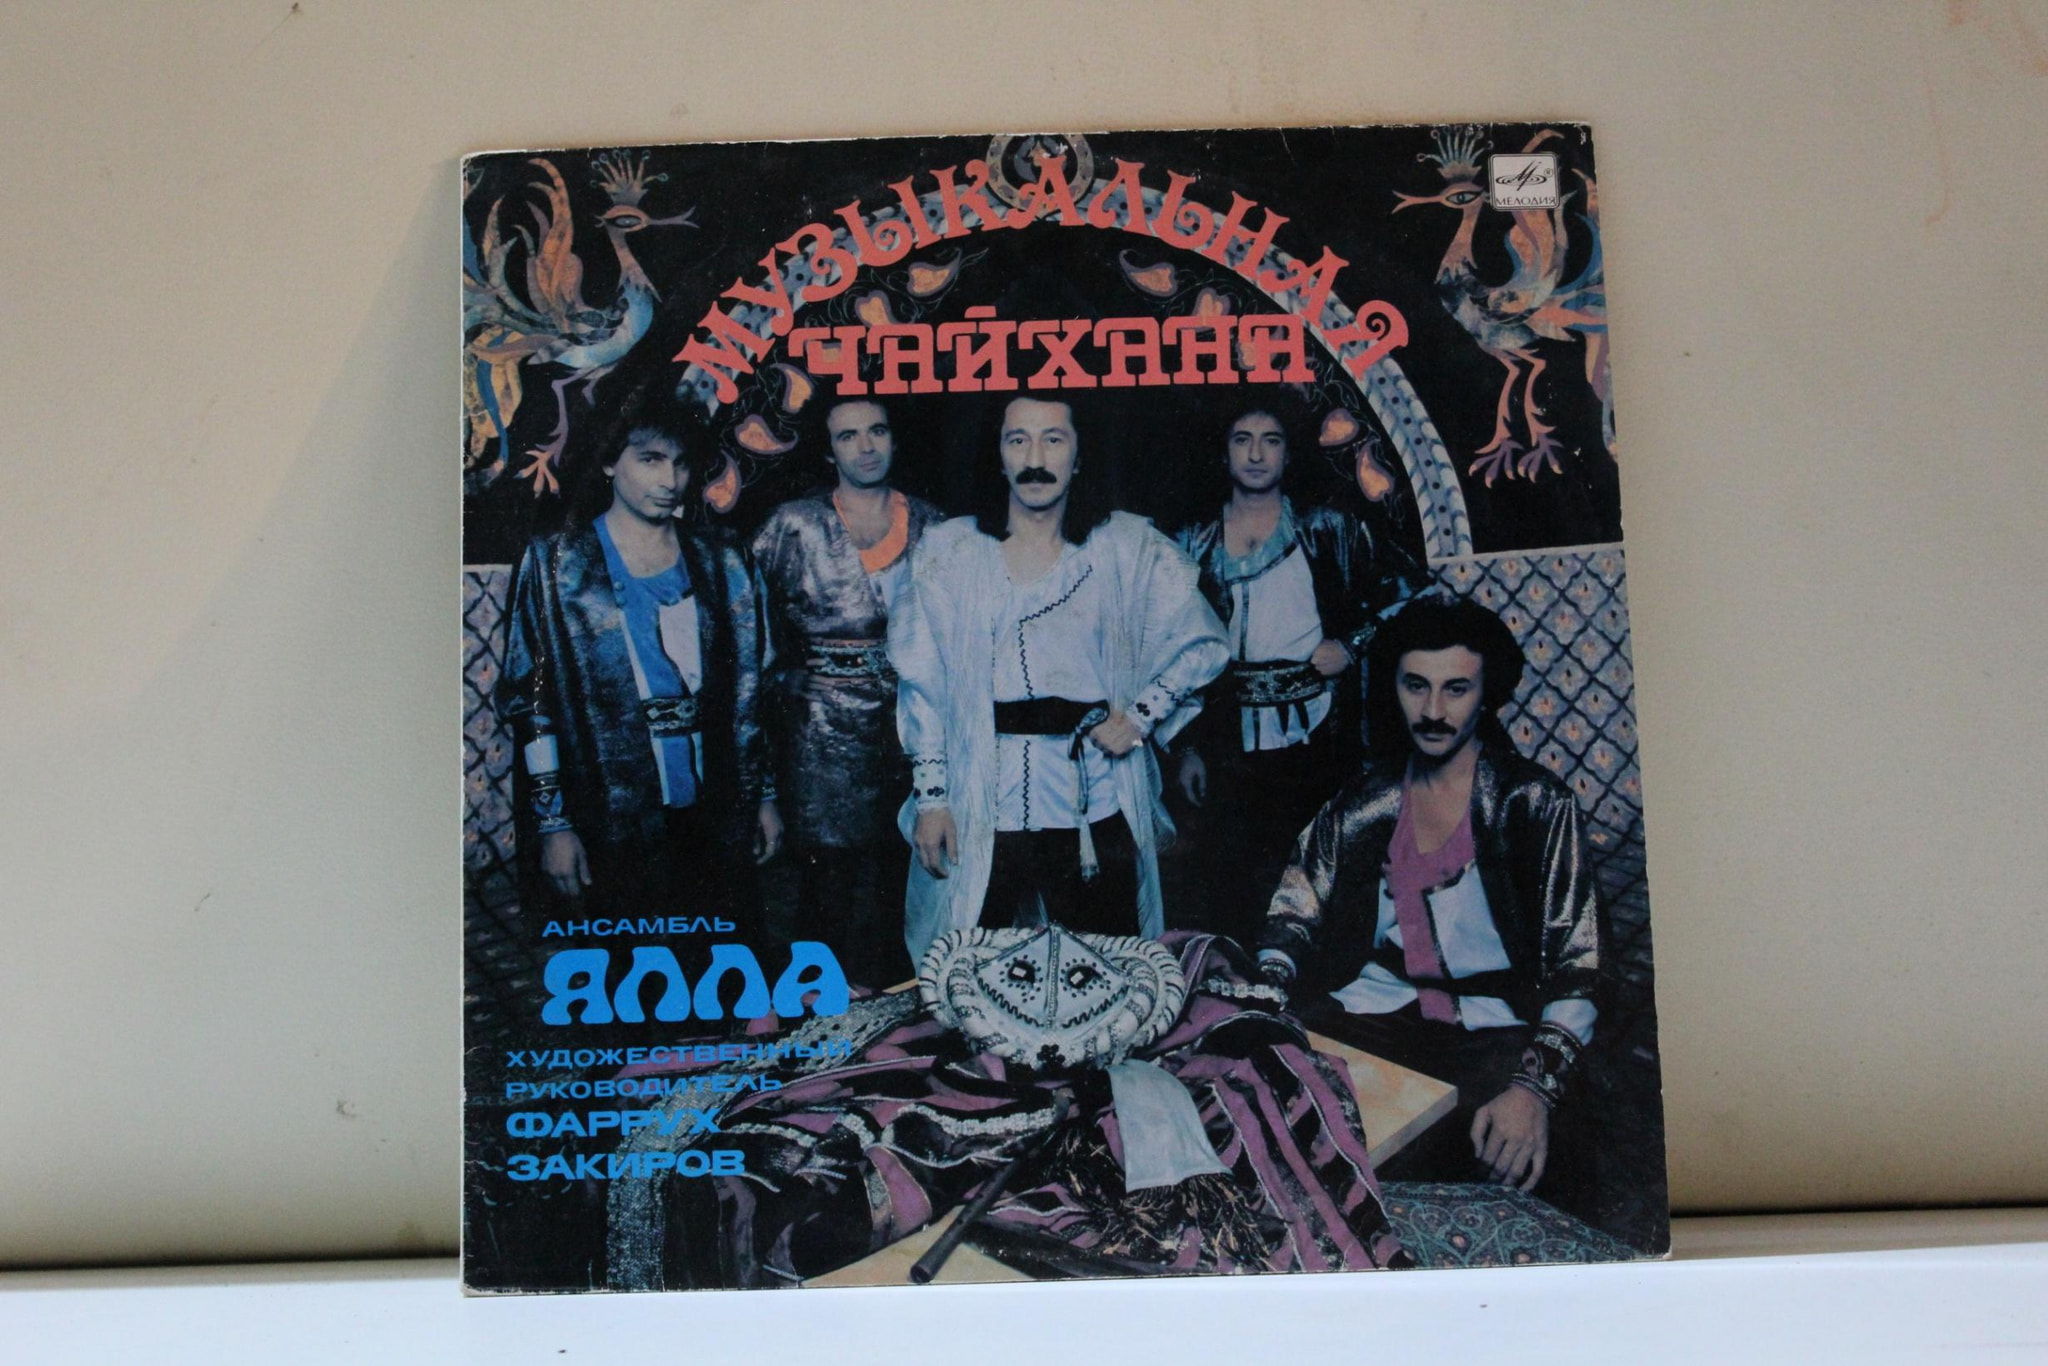 МУЗЫКАЛЬНАЯ
ЧАЙХАНА
МЕЛОДИЯ
АНСАМБЛЬ
ЯЛЛА
ХУДОЖЕСТВЕННЫЙ
РУКОВОДИТЕЛЬ
ФАРРУХ
ЗАКИРОВ